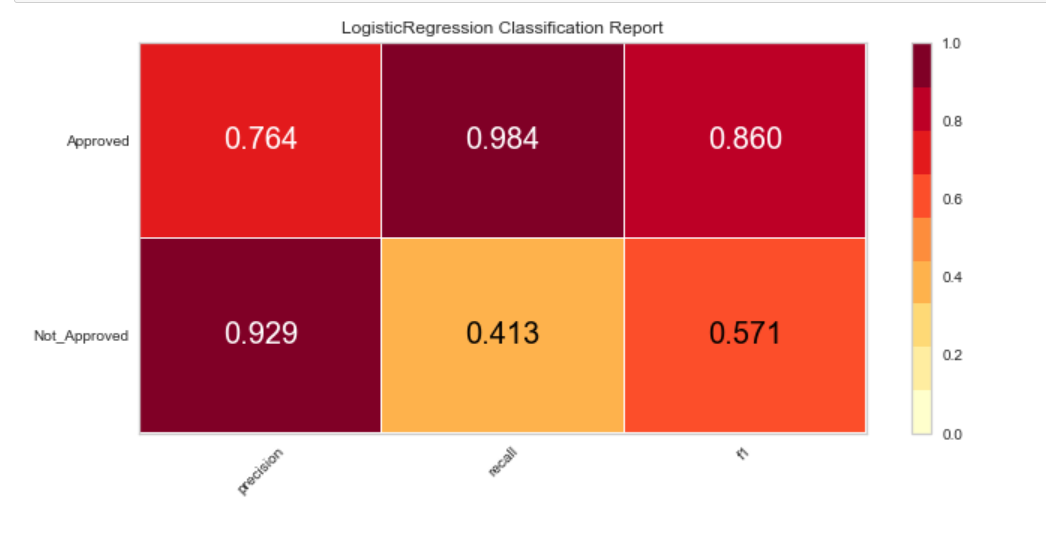 LogisticRegression Classification Report
Approved
0.764
0.984
0.860
Not_Approved
0.929
0.413
0.571
precision
recall
f1
1.0
0.8
0.6
0.4
0.2
0.0